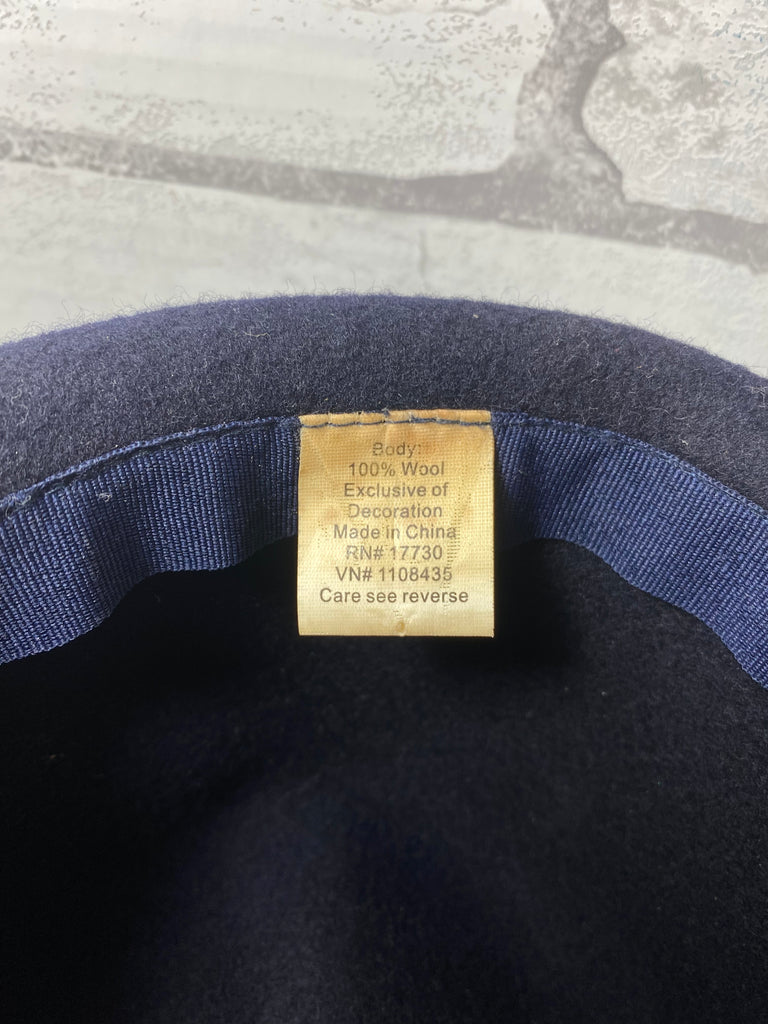 Body:
100% Wool
Exclusive of
Decoration
Made in China
RN# 17730
VN# 1108435
Care see reverse